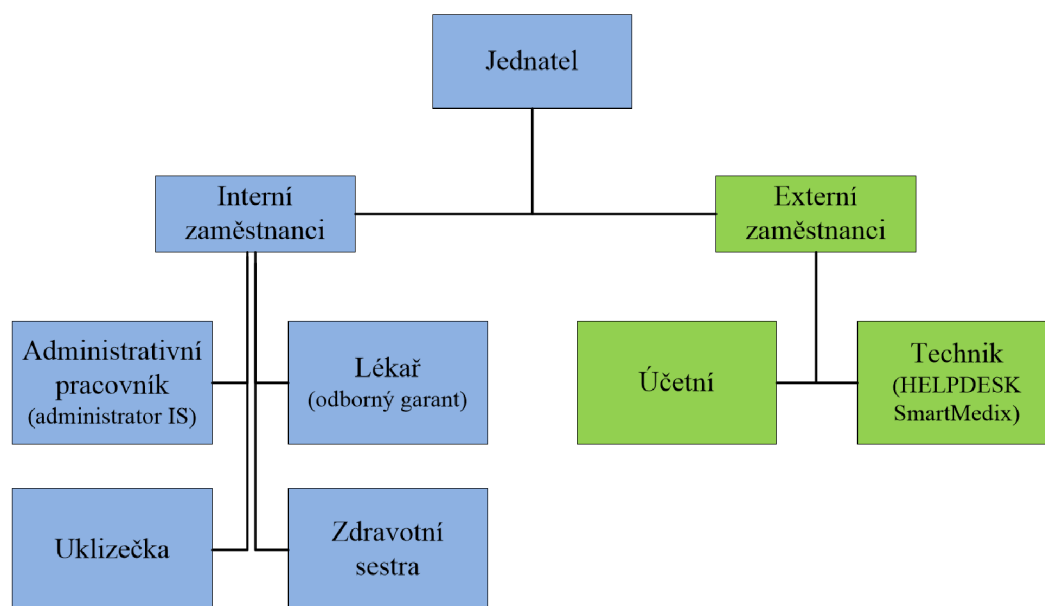 Jednatel
Interní
zaměstnanci
Externí
zaměstnanci
Administrativní
pracovník
(administrator IS)
Lékař
(odborný garant)
Účetní
Technik
(HELPDESK
SmartMedix)
Uklizečka
Zdravotní
sestra